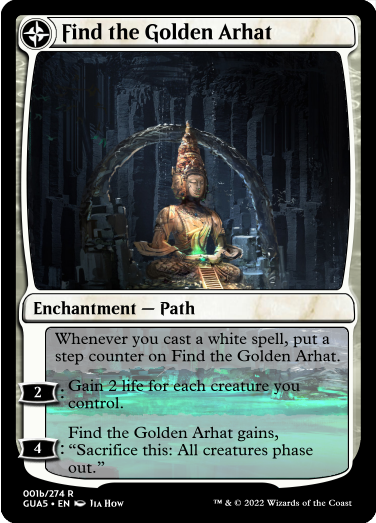 Find the Golden Arhat
Enchantment — Path
Whenever you cast a white spell, put a
step counter on Find the Golden Arhat.
2 : Gain 2 life for each creature you
control.
4 : Find the Golden Arhat gains,
“Sacrifice this: All creatures phase
out.”
001b/274 R
GUA5 • EN Jia How
™ & © 2022 Wizards of the Coast